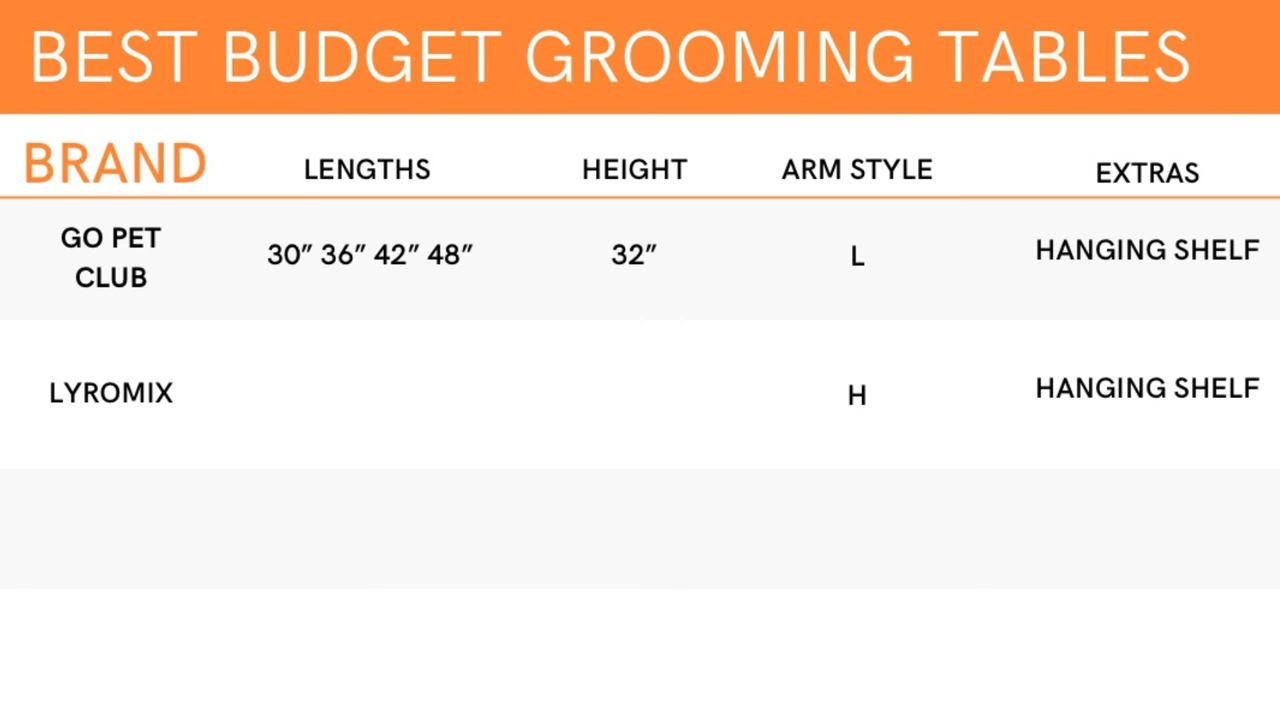 BEST BUDGET GROOMING TABLES
BRAND LENGTHS HEIGHT ARM STYLE EXTRAS
GO PET
CLUB
30” 36” 42” 48” 32” L HANGING SHELF
LYROMIX H HANGING SHELF